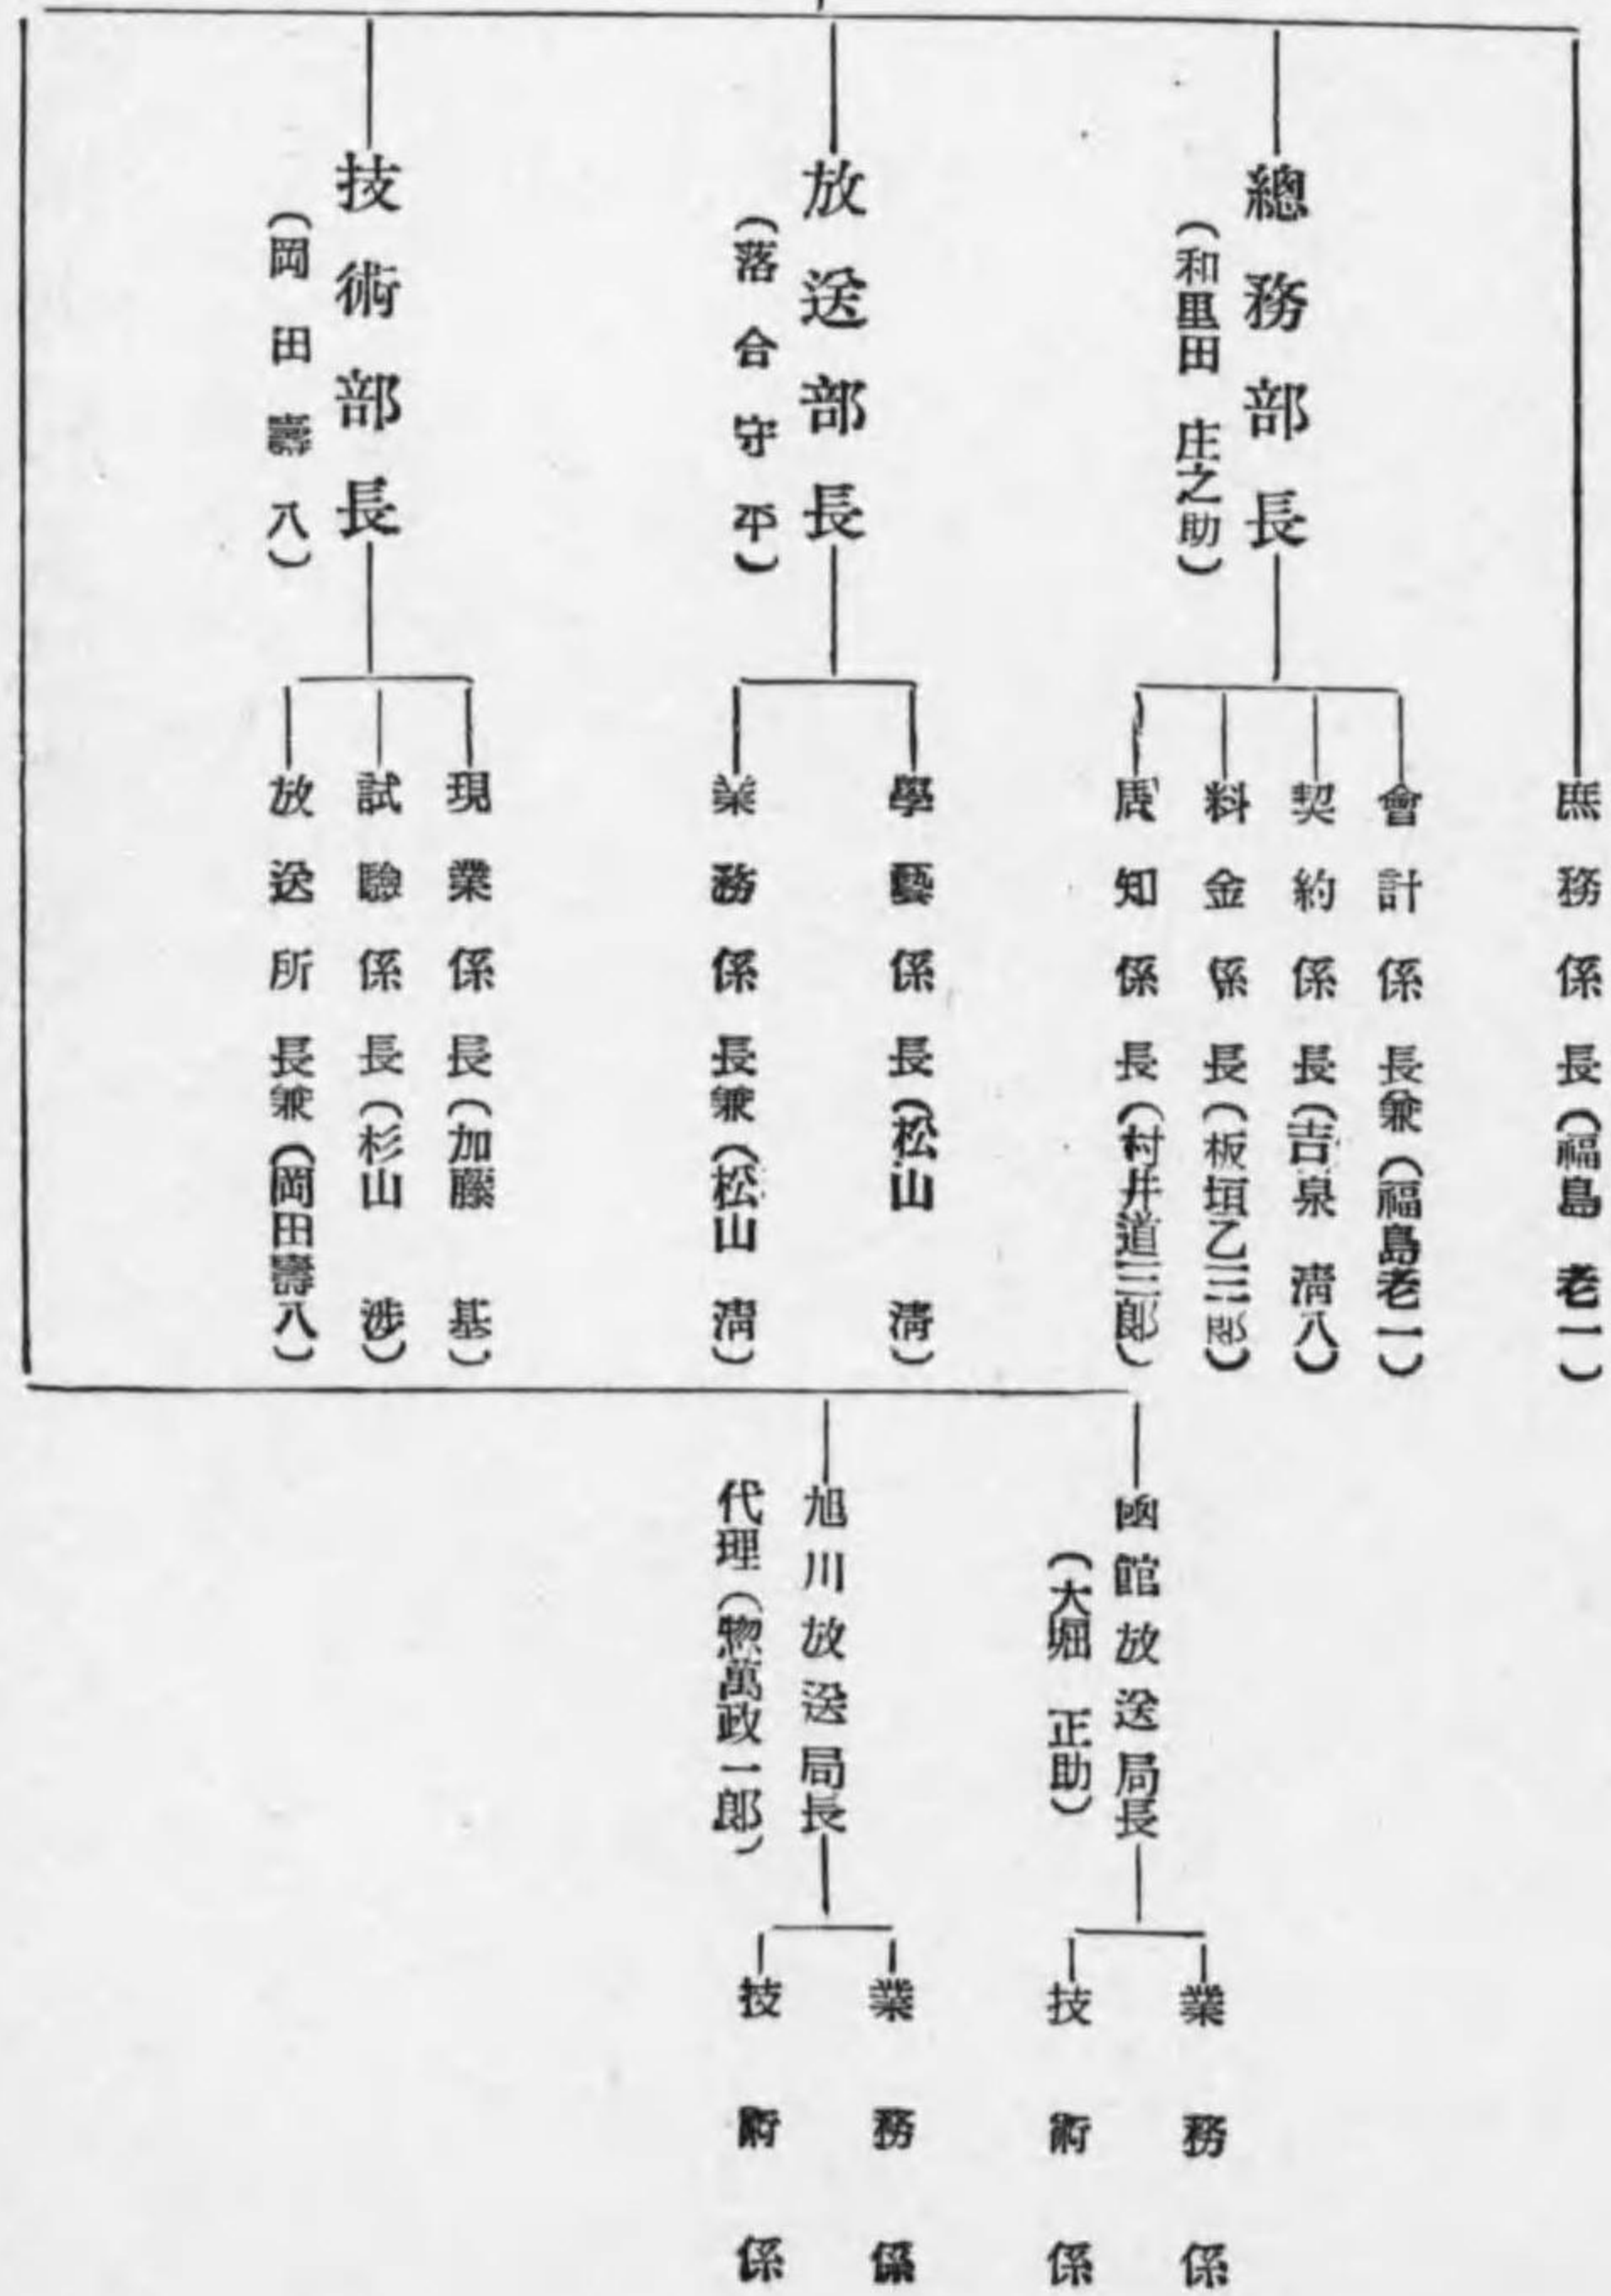 庶務係長(福島老一)
總務部長
(和里田庄之助)
會計係長兼(福島老一)
契約係長(吉泉淸八)
料金係長(板垣乙三郎)
周知係長(村井道三郎)
放送部長
(落合守平)
學藝係長(松山淸)
業務係長兼(松山淸)
技術部長
(岡田壽八)
現業係長(加藤基)
試驗係長(杉山涉)
放送所長兼(岡田壽八)
函館放送局長
(大堀正助)
業務係
技術係
旭川放送局長
代理(惣萬政一郎)
業務係
技術係